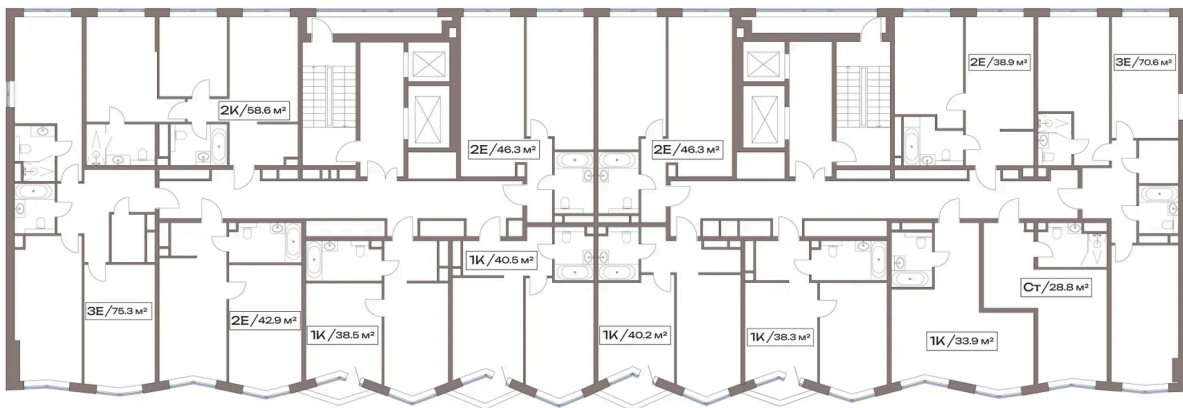 2К/58.6 м²
2Е/46.3 м²
2Е/46.3 м²
2Е/38.9 м²
3Е/70.6 м²
3Е/75.3 м²
2Е/42.9 м²
1К/38.5 м²
1К/40.5 м²
1К/40.2 м²
1К/38.3 м²
1К/33.9 м²
Ст/28.8 м²